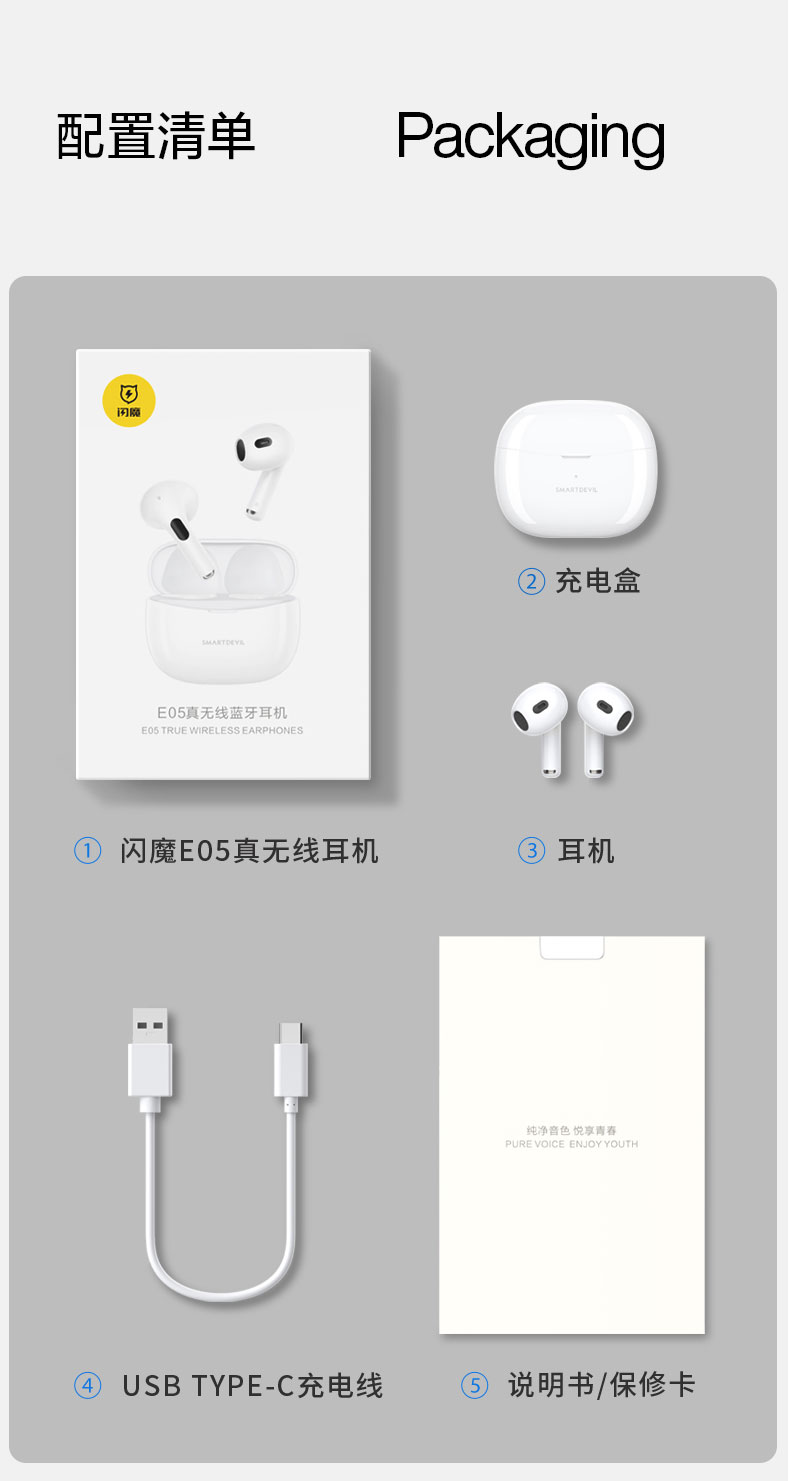 配置清单
Packaging
闪魔
SMARTDEVIL
E05真无线蓝牙耳机
E05 TRUE WIRELESS EARPHONES
① 闪魔E05真无线耳机
SMARTDEVIL
② 充电盒
③ 耳机
④ USB TYPE-C充电线
纯净音色 悦享青春
PURE VOICE ENJOY YOUTH
⑤ 说明书/保修卡